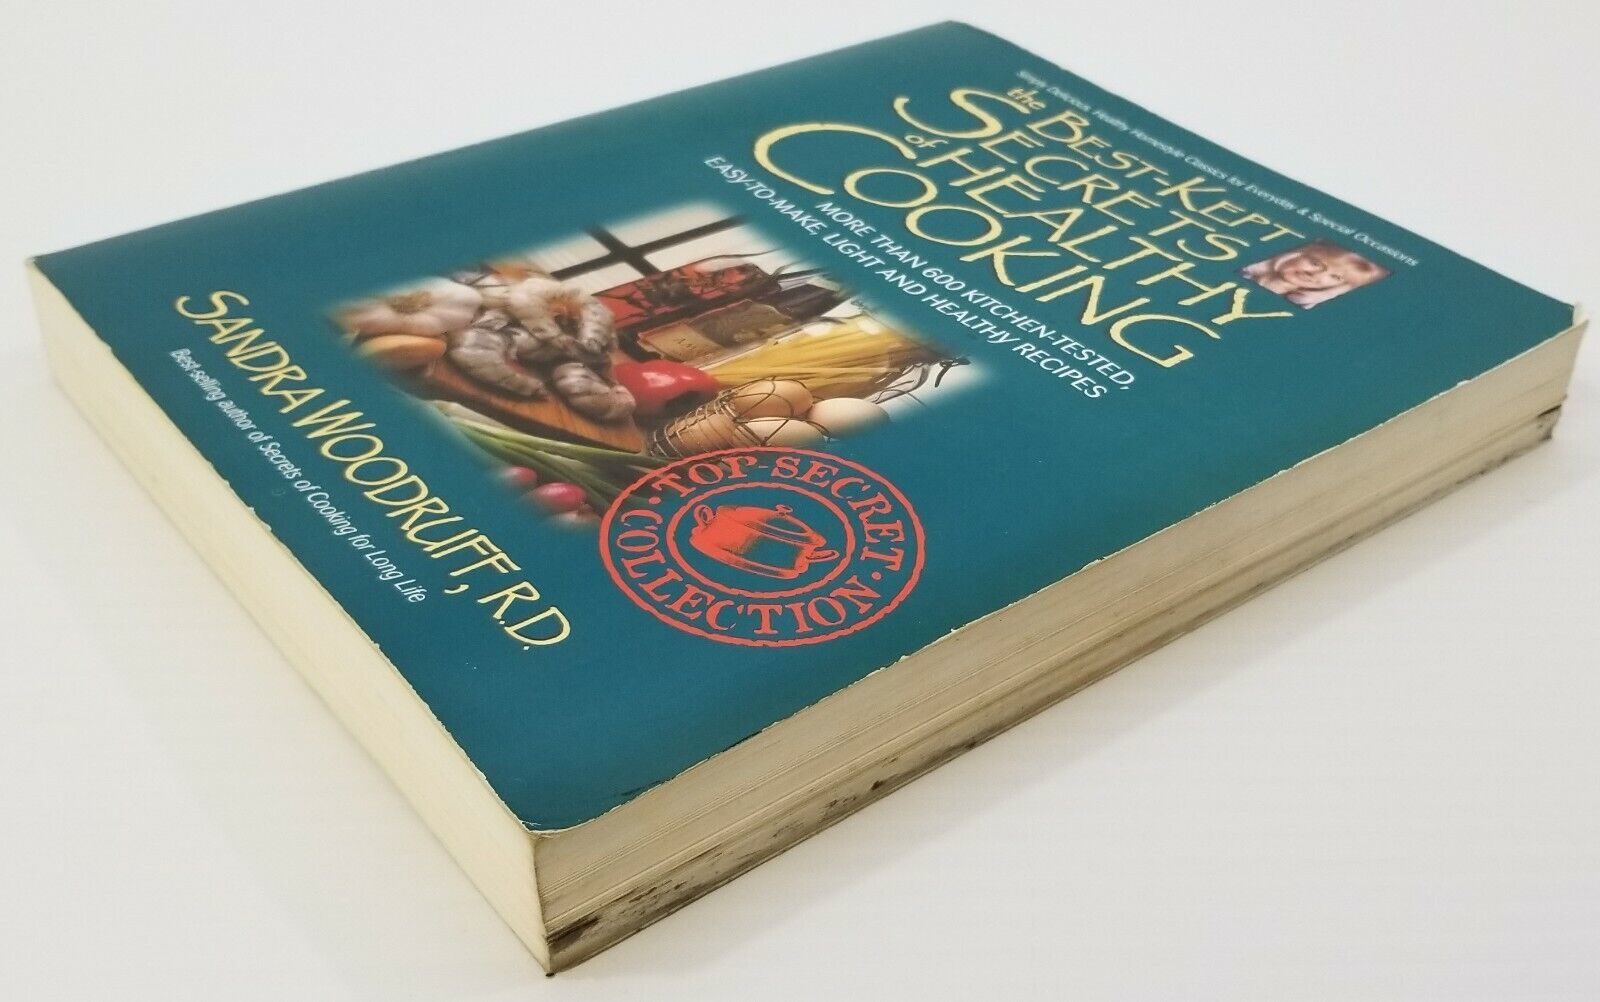 Simple, Delicious, Healthy Homestyle Classics for Everyday & Special Occasions
the BEST-KEPT
SECRETS
of HEALTHY
COOKING
MORE THAN 600 KITCHEN-TESTED,
EASY-TO-MAKE, LIGHT AND HEALTHY RECIPES
·TOP-SECRET·
COLLECTION
SANDRA WOODRUFF, R.D.
Best-selling author of Secrets of Cooking for Long Life